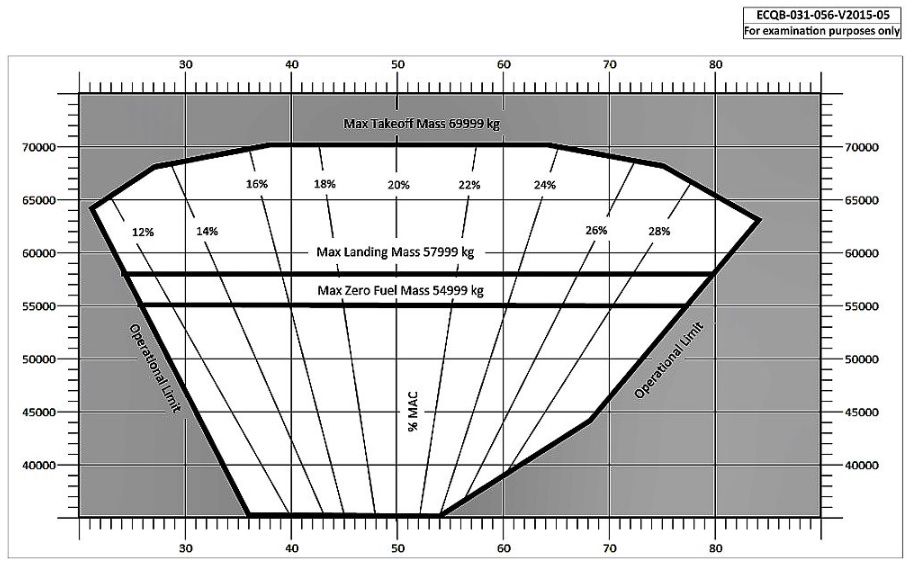 ECQB-031-056-V2015-05
For examination purposes only
30 40 50 60 70 80
Max Takeoff Mass 69999 kg
70000 70000
65000 16% 18% 20% 22% 24% 65000
12% 14% 26% 28%
60000 Max Landing Mass 57999 kg 60000
Max Zero Fuel Mass 54999 kg
55000 55000
Operational Limit
Operational Limit
50000 50000
% MAC
45000 45000
40000 40000
30 40 50 60 70 80